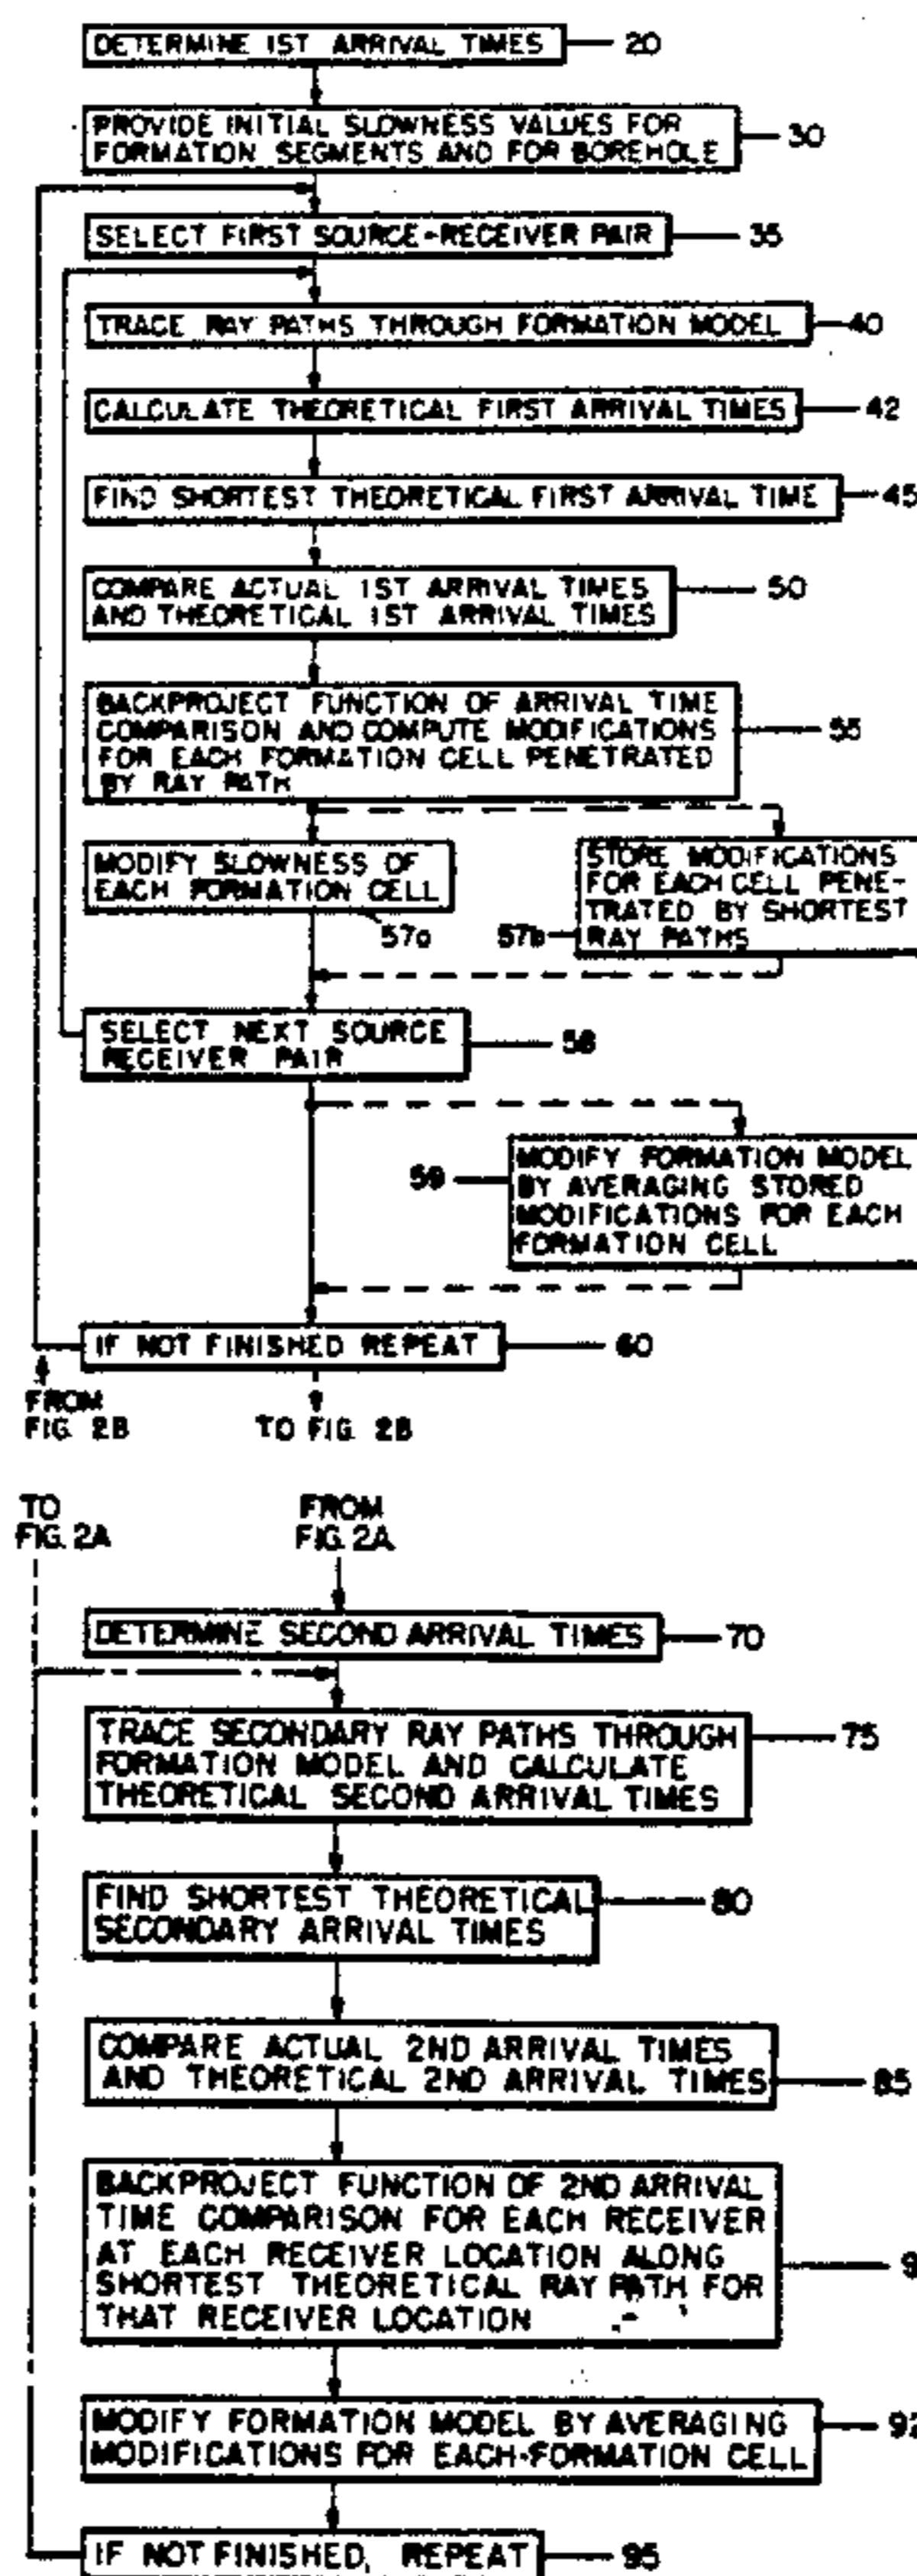 DETERMINE 1ST ARRIVAL TIMES 20
PROVIDE INITIAL SLOWNESS VALUES FOR
FORMATION SEGMENTS AND FOR BOREHOLE 30
SELECT FIRST SOURCE-RECEIVER PAIR 35
TRACE RAY PATHS THROUGH FORMATION MODEL 40
CALCULATE THEORETICAL FIRST ARRIVAL TIMES 42
FIND SHORTEST THEORETICAL FIRST ARRIVAL TIME 45
COMPARE ACTUAL 1ST ARRIVAL TIMES
AND THEORETICAL 1ST ARRIVAL TIMES 50
BACKPROJECT FUNCTION OF ARRIVAL TIME
COMPARISON AND COMPUTE MODIFICATIONS
FOR EACH FORMATION CELL PENETRATED
BY RAY PATH 55
MODIFY SLOWNESS OF
EACH FORMATION CELL
57a
STORE MODIFICATIONS
FOR EACH CELL PENE-
TRATED BY SHORTEST
RAY PATHS
57b
SELECT NEXT SOURCE
RECEIVER PAIR 58
59
MODIFY FORMATION MODEL
BY AVERAGING STORED
MODIFICATIONS FOR EACH
FORMATION CELL
IF NOT FINISHED REPEAT 60
FROM
FIG. 2B
TO FIG. 2B
TO
FIG. 2A
FROM
FIG. 2A
DETERMINE SECOND ARRIVAL TIMES 70
TRACE SECONDARY RAY PATHS THROUGH
FORMATION MODEL AND CALCULATE
THEORETICAL SECOND ARRIVAL TIMES 75
FIND SHORTEST THEORETICAL
SECONDARY ARRIVAL TIMES 80
COMPARE ACTUAL 2ND ARRIVAL TIMES
AND THEORETICAL 2ND ARRIVAL TIMES 85
BACKPROJECT FUNCTION OF 2ND ARRIVAL
TIME COMPARISON FOR EACH RECEIVER
AT EACH RECEIVER LOCATION ALONG
SHORTEST THEORETICAL RAY PATH FOR
THAT RECEIVER LOCATION
MODIFY FORMATION MODEL BY AVERAGING
MODIFICATIONS FOR EACH-FORMATION CELL 92
IF NOT FINISHED, REPEAT 95